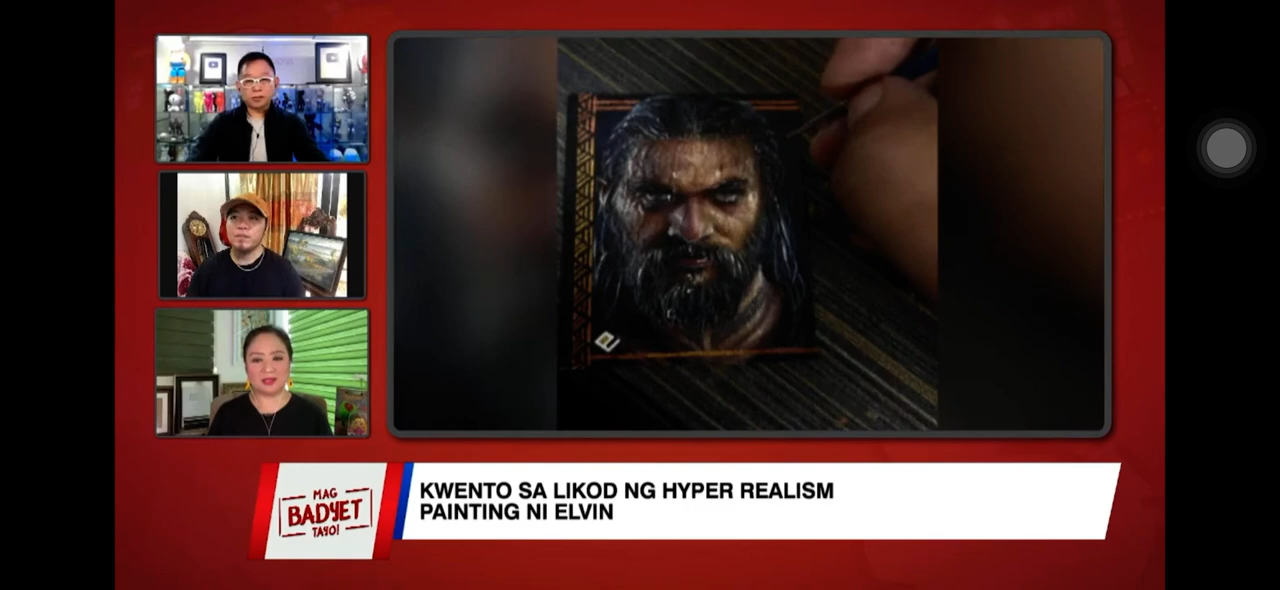 MAG
BADYET
TAYO!
KWENTO SA LIKOD NG HYPER REALISM
PAINTING NI ELVIN